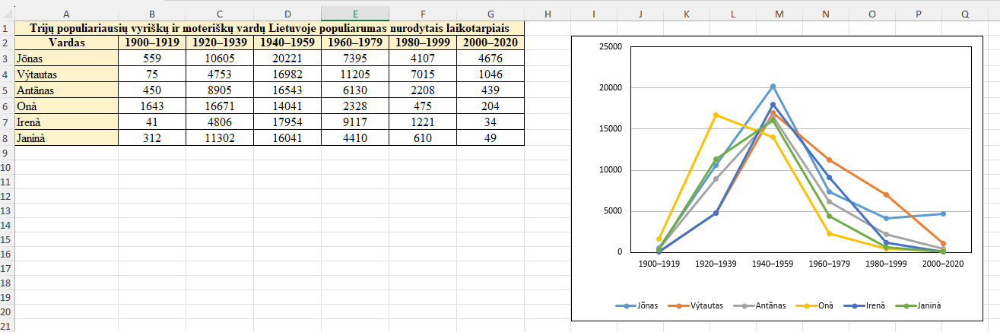 A B C D E F G H I J K L M N O P Q
1 Trijų populiariausių vyriškų ir moteriškų vardų Lietuvoje populiarumas nurodytais laikotarpiais
2 Vardas 1900–1919 1920–1939 1940–1959 1960–1979 1980–1999 2000–2020
3 Jõnas 559 10605 20221 7395 4107 4676
4 Výtautas 75 4753 16982 11205 7015 1046
5 Antãnas 450 8905 16543 6130 2208 439
6 Onà 1643 16671 14041 2328 475 204
7 Irenà 41 4806 17954 9117 1221 34
8 Janinà 312 11302 16041 4410 610 49
9
10
11
12
13
14
15
16
17
18
19
20
21
25000
20000
15000
10000
5000
0
1900–1919 1920–1939 1940–1959 1960–1979 1980–1999 2000–2020
Jõnas Výtautas Antãnas Onà Irenà Janinà